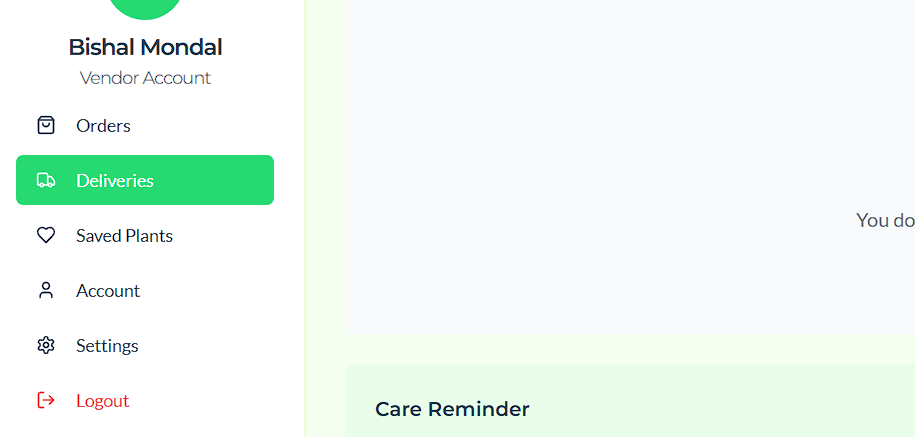 Bishal Mondal
Vendor Account
Orders
Deliveries
Saved Plants
Account
Settings
Logout
You do
Care Reminder